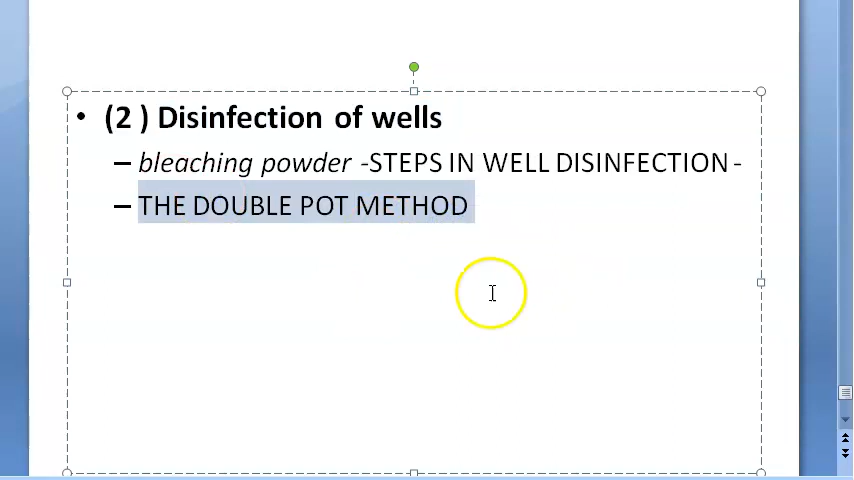 • (2 ) Disinfection of wells
– bleaching powder -STEPS IN WELL DISINFECTION -
– THE DOUBLE POT METHOD